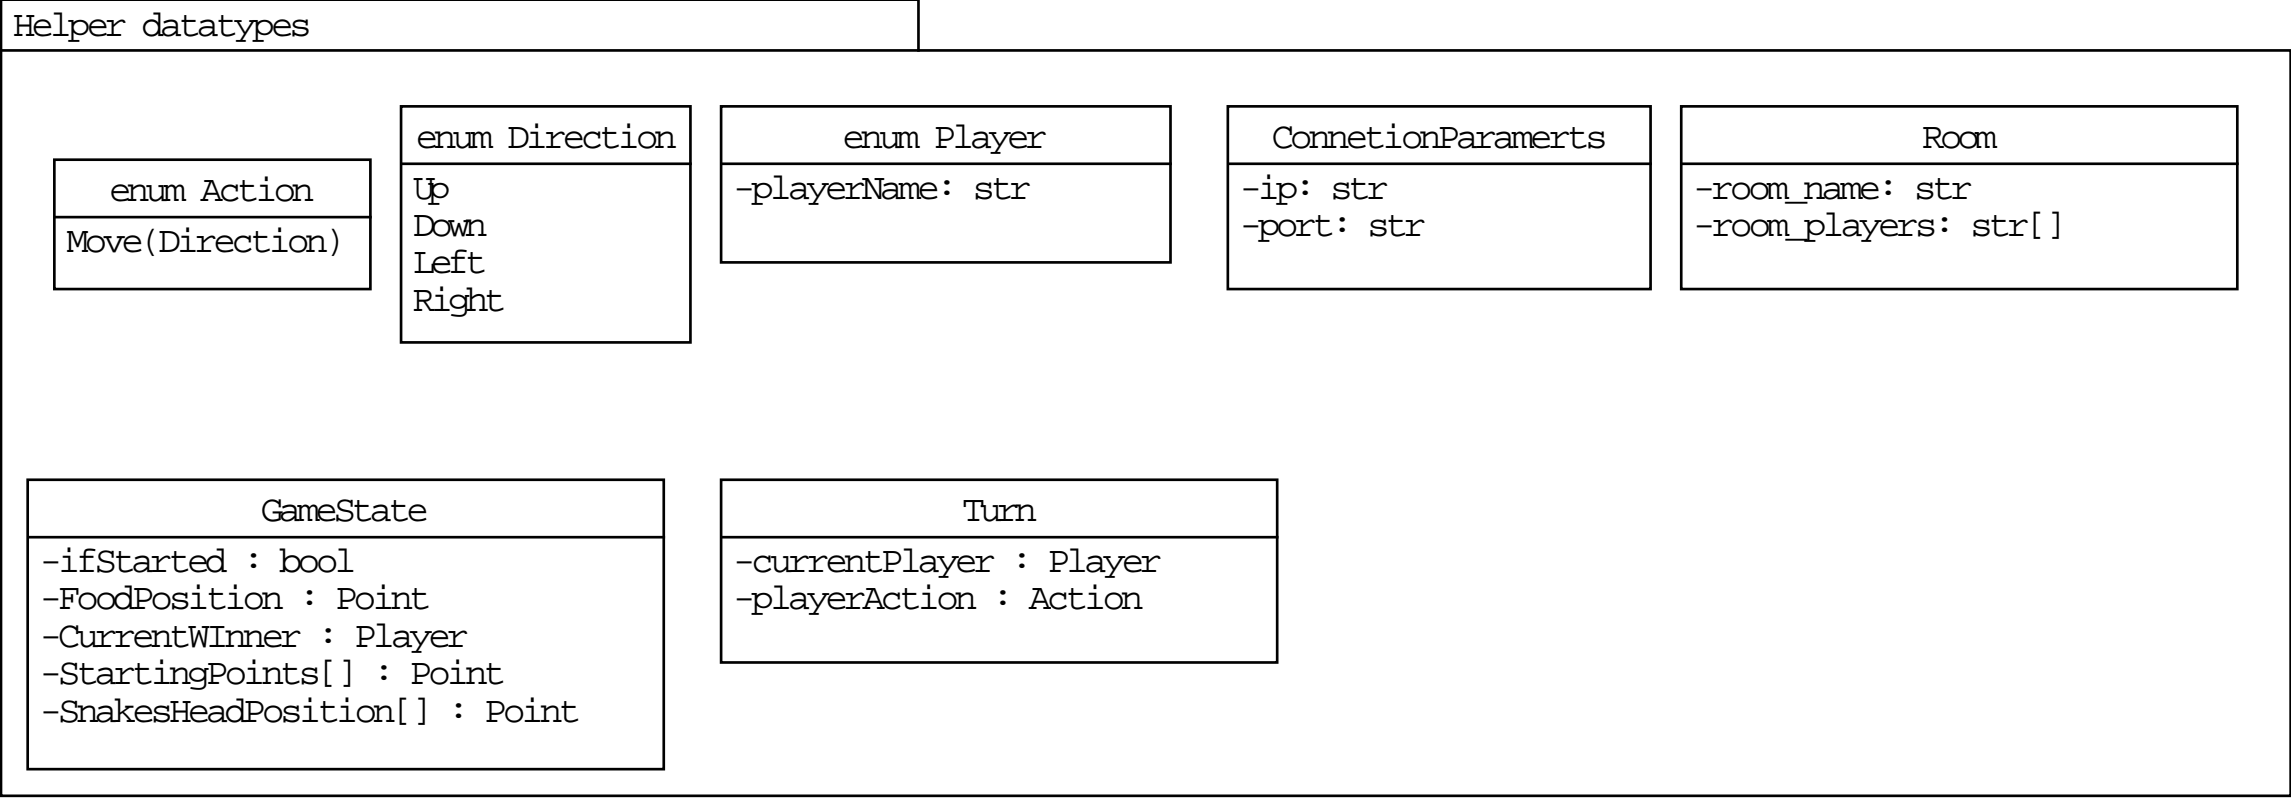 Helper datatypes
enum Action
Move(Direction)
enum Direction
Up
Down
Left
Right
enum Player
-playerName: str
ConnetionParamerts
-ip: str
-port: str
Room
-room_name: str
-room_players: str[]
GameState
-ifStarted : bool
-FoodPosition : Point
-CurrentWInner : Player
-StartingPoints[] : Point
-SnakesHeadPosition[] : Point
Turn
-currentPlayer : Player
-playerAction : Action